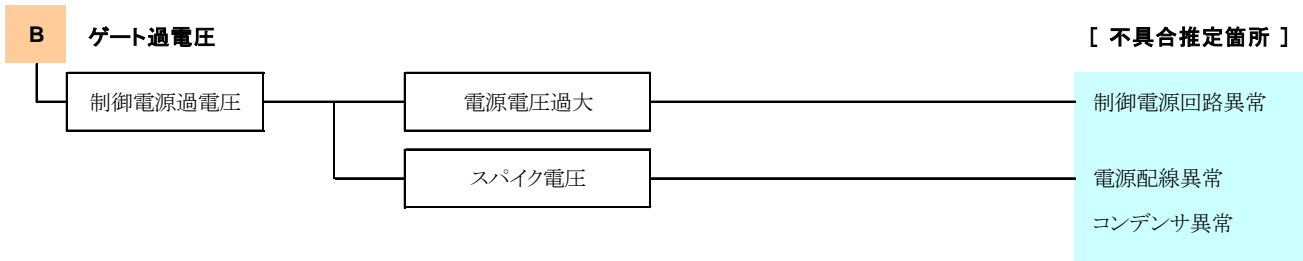 B ゲート過電圧 [ 不具合推定箇所 ]
制御電源過電圧 電源電圧過大 制御電源回路異常
スパイク電圧 電源配線異常
コンデンサ異常